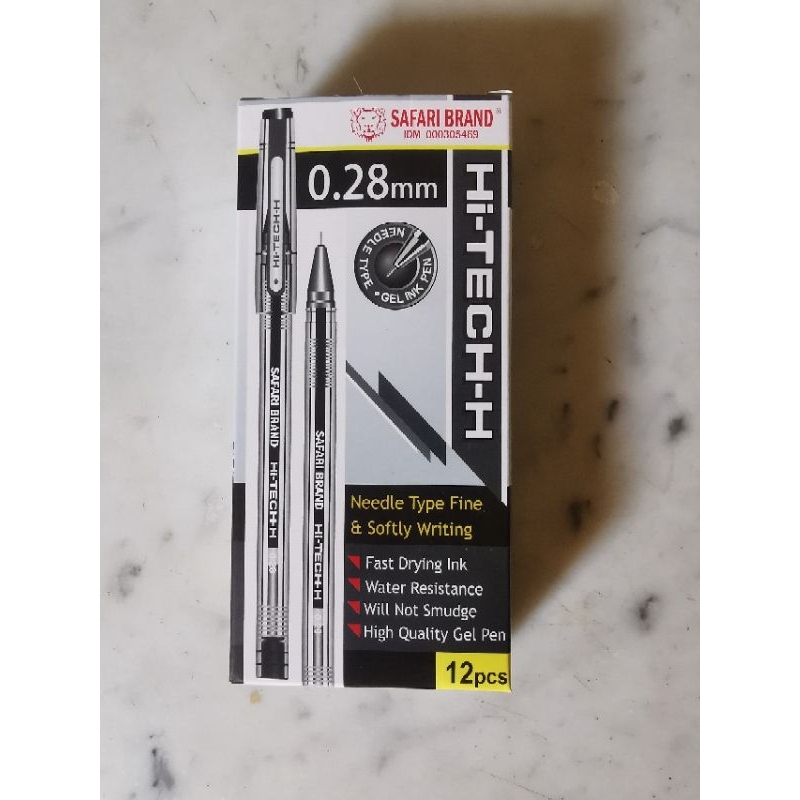 SAFARI BRAND®
IDM 000305469
0.28mm
Hi-TECH-H
NEEDLE TYPE
• GEL INK PEN
HI-TECH-H
SAFARI BRAND HI-TECH-H
SAFARI BRAND HI-TECH-H
Needle Type Fine
& Softly Writing
Fast Drying Ink
Water Resistance
Will Not Smudge
High Quality Gel Pen
12pcs